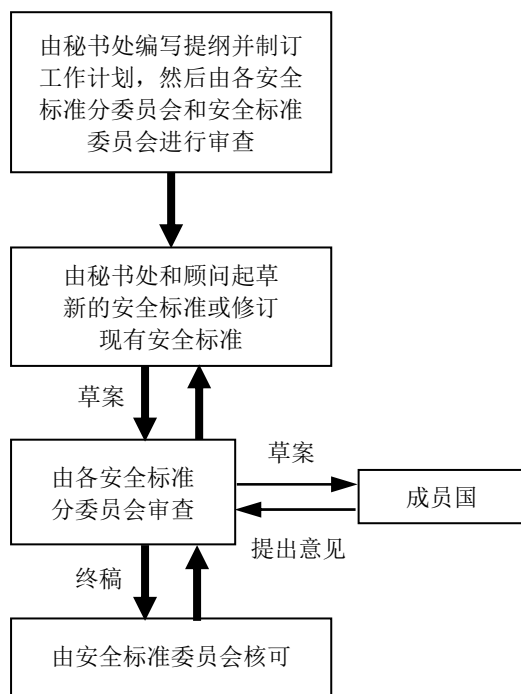 由秘书处编写提纲并制订
工作计划，然后由各安全
标准分委员会和安全标准
委员会进行审查
由秘书处和顾问起草
新的安全标准或修订
现有安全标准
草案
由各安全标准
分委员会审查
草案
成员国
提出意见
终稿
由安全标准委员会核可